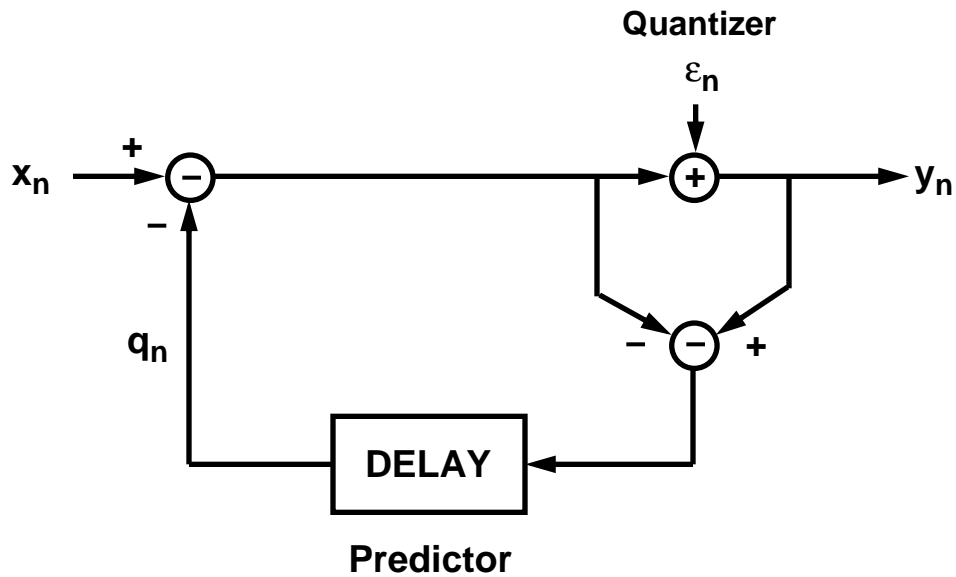 Quantizer
εn
+
xn
−
+
yn
−
qn
−
−
+
DELAY
Predictor